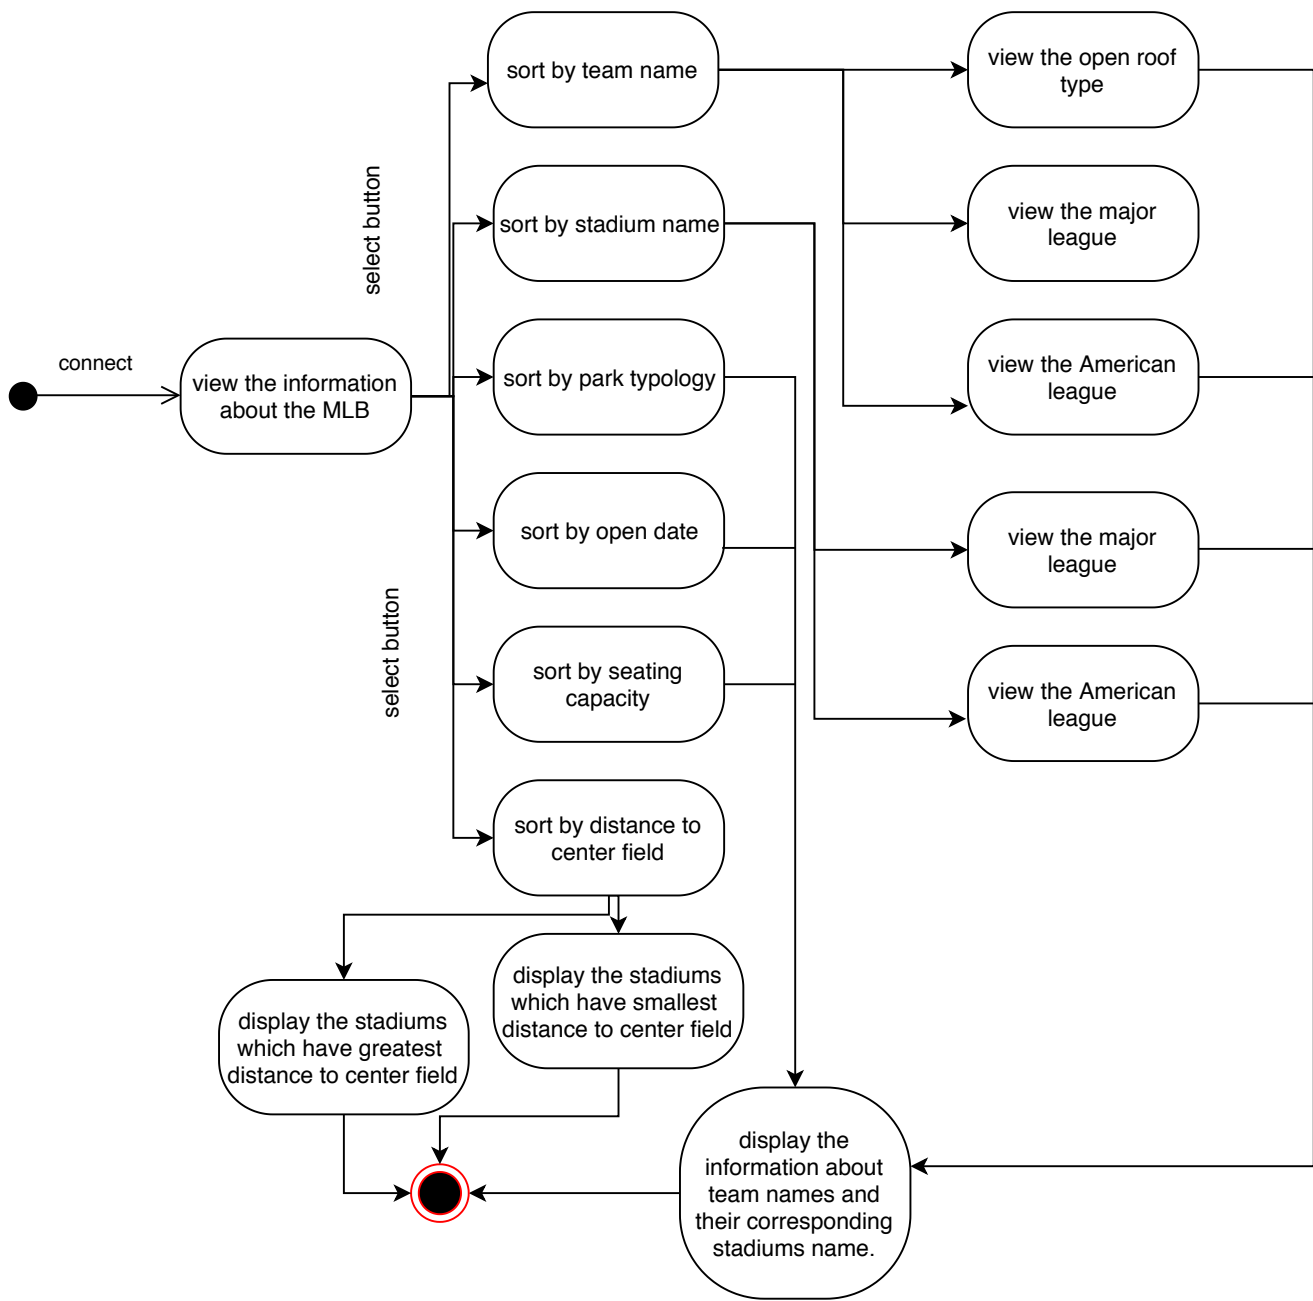 sort by team name
view the open roof
type
select button
sort by stadium name
view the major
league
connect
view the information
about the MLB
sort by park typology
view the American
league
sort by open date
view the major
league
select button
sort by seating
capacity
view the American
league
sort by distance to
center field
display the stadiums
which have smallest
distance to center field
display the stadiums
which have greatest
distance to center field
display the
information about
team names and
their corresponding
stadiums name.